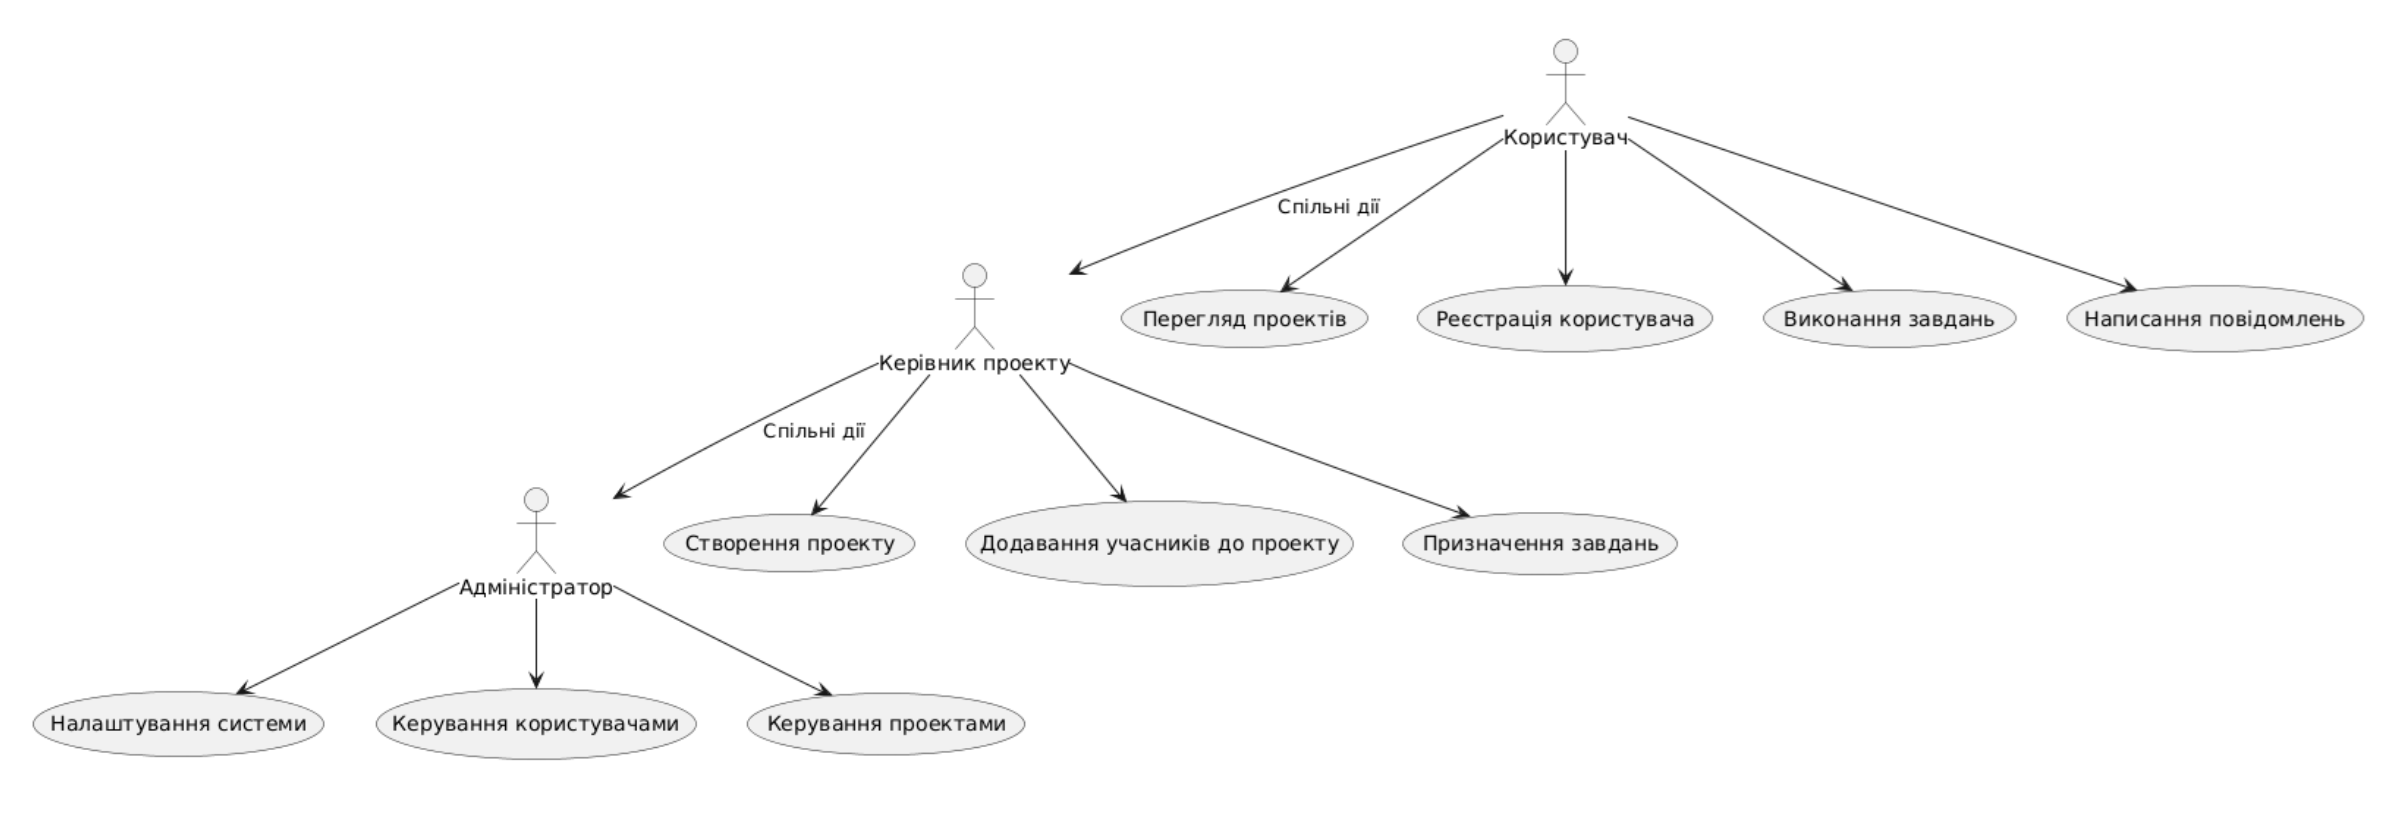 Користувач
Спільні дії
Перегляд проектів
Реєстрація користувача
Виконання завдань
Написання повідомлень
Керівник проекту
Спільні дії
Створення проекту
Додавання учасників до проекту
Призначення завдань
Адміністратор
Налаштування системи
Керування користувачами
Керування проектами